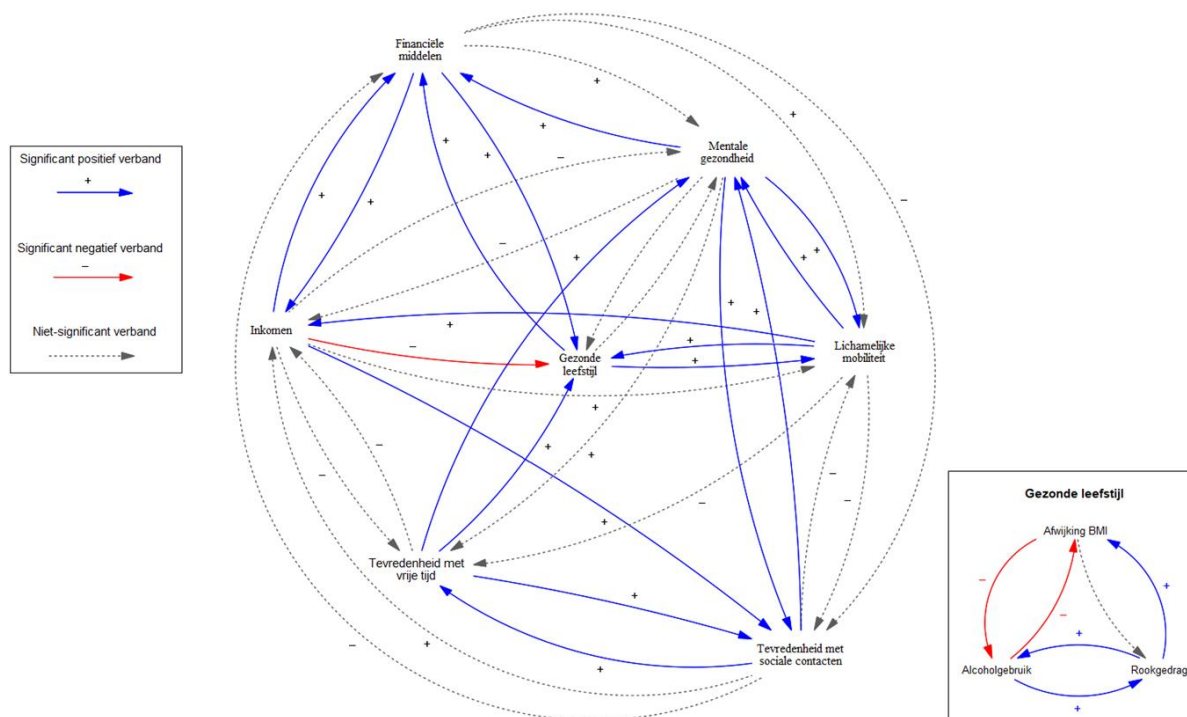 Financiële
middelen
Mentale
gezondheid
Significant positief verband
+
Significant negatief verband
–
Niet-significant verband
Inkomen
Gezonde
leefstijl
Lichamelijke
mobiliteit
Tevredenheid met
vrije tijd
Tevredenheid met
sociale contacten
+
+
+
+
+
+
–
–
+
+
–
+
+
+
+
+
+
+
–
+
+
+
+
+
–
–
–
–
–
+
+
+
+
–
Gezonde leefstijl
Afwijking BMI
–
–
+
+
Alcoholgebruik
Rookgedrag
+